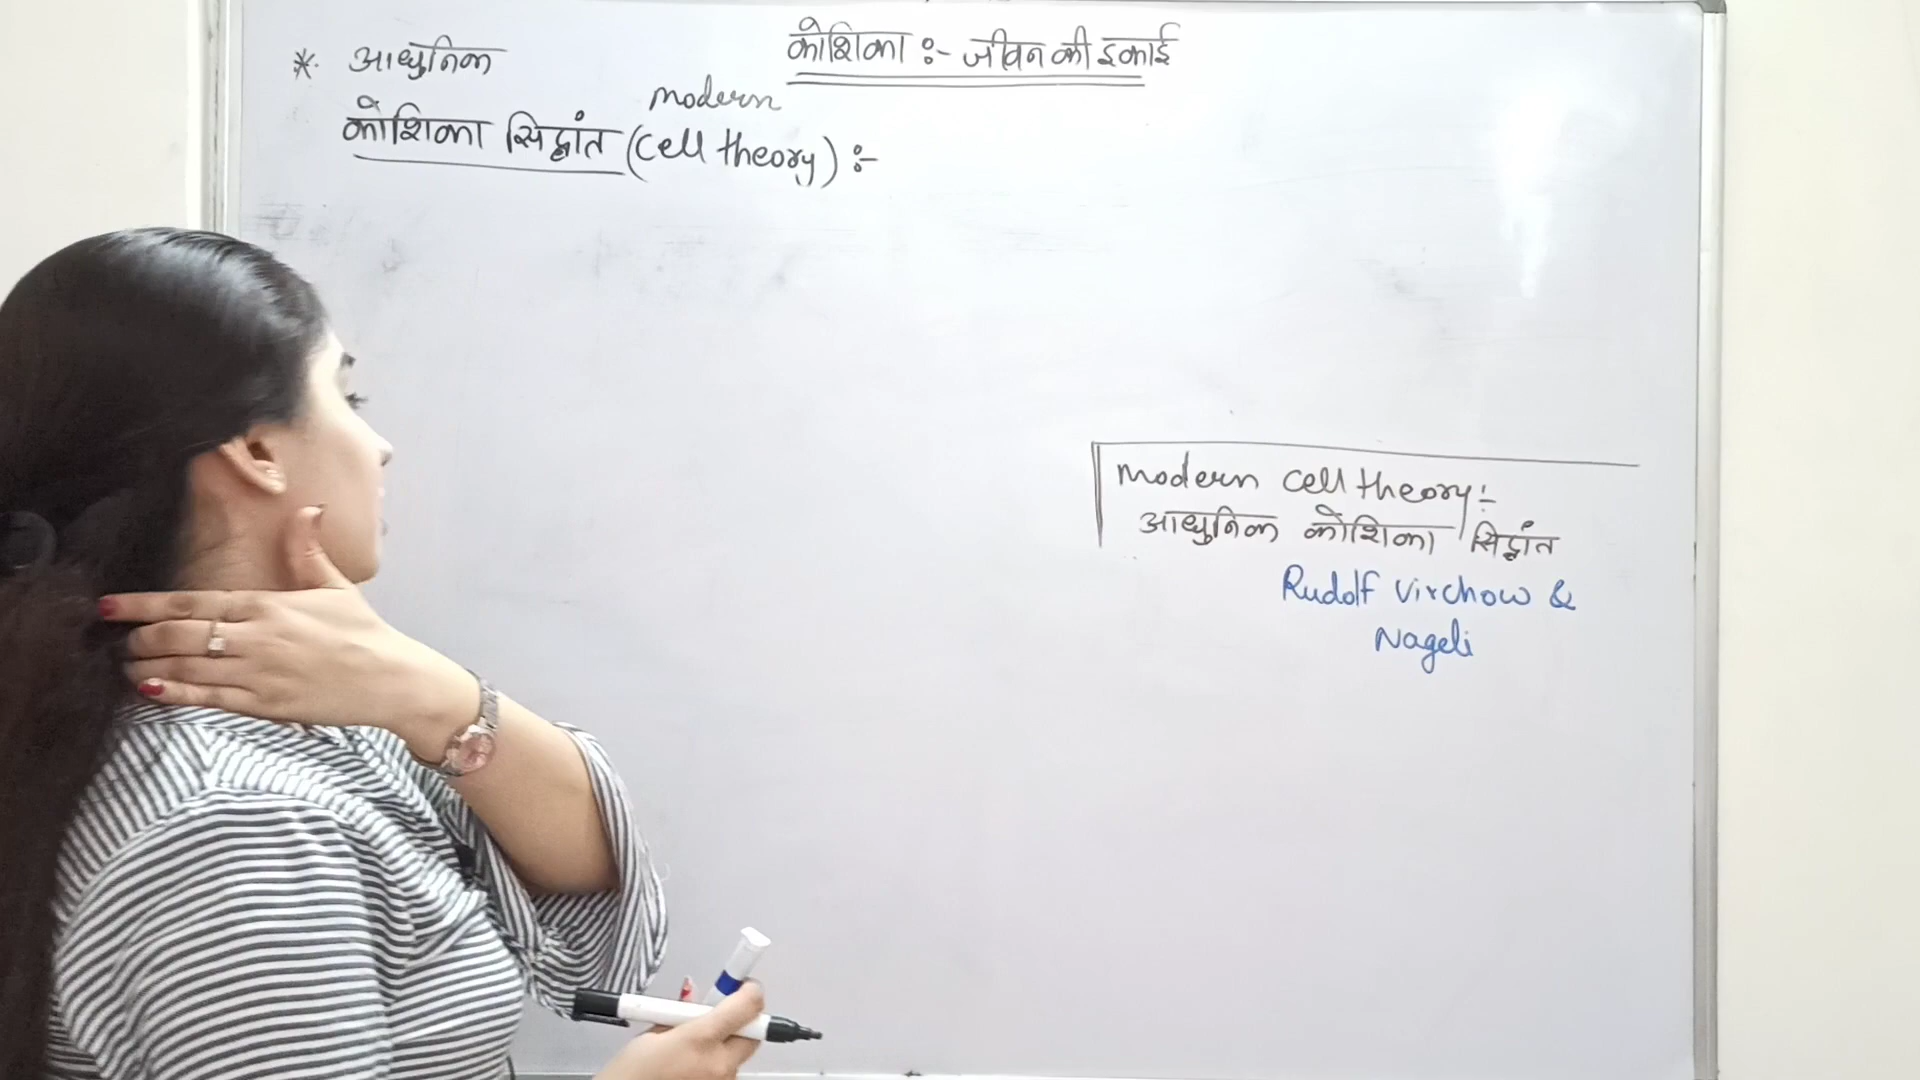 कोशिका :- जीवन की इकाई
* आधुनिक
modern
कोशिका सिद्धांत (Cell theory) :-
Modern Cell theory :-
आधुनिक कोशिका सिद्धांत
Rudolf Virchow &
Nageli